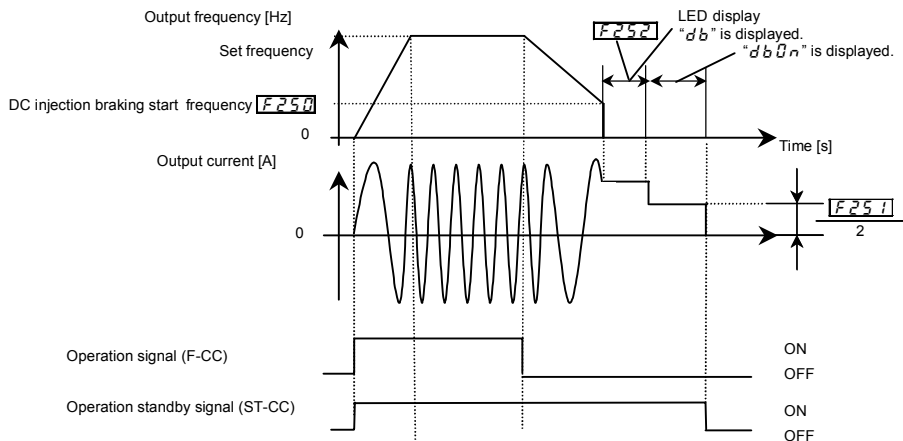 Output frequency [Hz]
LED display
F252
"db" is displayed.
Set frequency
"dbOn" is displayed.
DC injection braking start frequency F250
0
Time [s]
Output current [A]
F251
2
0
Operation signal (F-CC)
ON
OFF
Operation standby signal (ST-CC)
ON
OFF